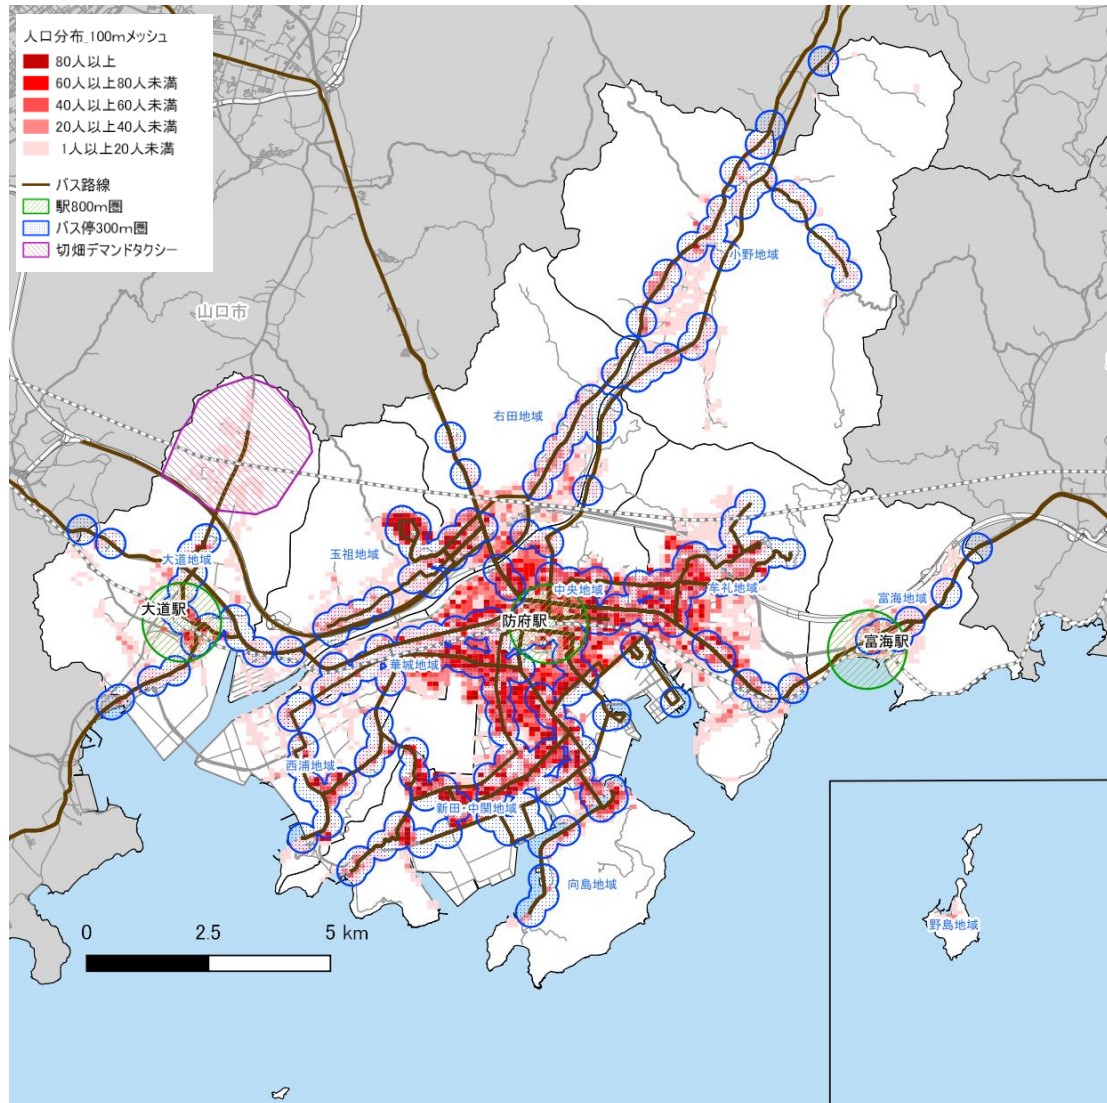 人口分布_100mメッシュ
80人以上
60人以上80人未満
40人以上60人未満
20人以上40人未満
1人以上20人未満
バス路線
駅800m圏
バス停300m圏
切畑デマンドタクシー
山口市
小野地域
右田地域
玉祖地域
大道地域
大道駅
中央地域
牟礼地域
防府駅
富海地域
富海駅
華城地域
西浦地域
新田・中関地域
向島地域
野島地域
0 2.5 5 km